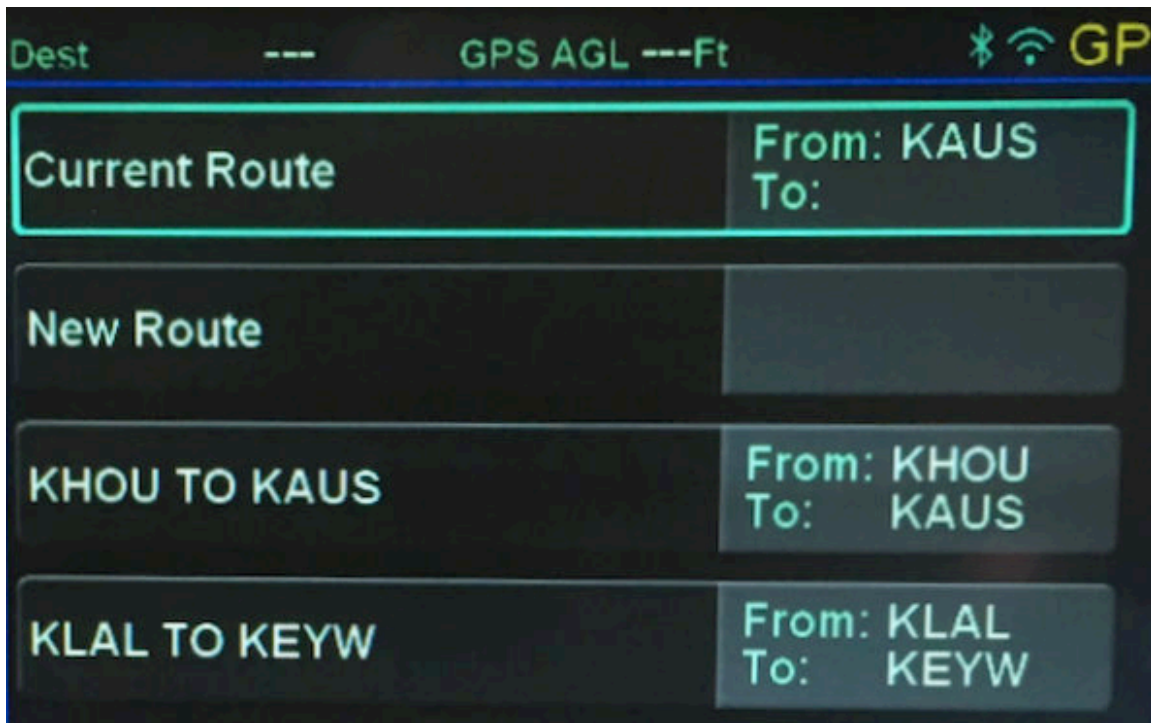 Dest --- GPS AGL ---Ft GP
Current Route
From: KAUS
To:
New Route
KHOU TO KAUS
From: KHOU
To: KAUS
KLAL TO KEYW
From: KLAL
To: KEYW